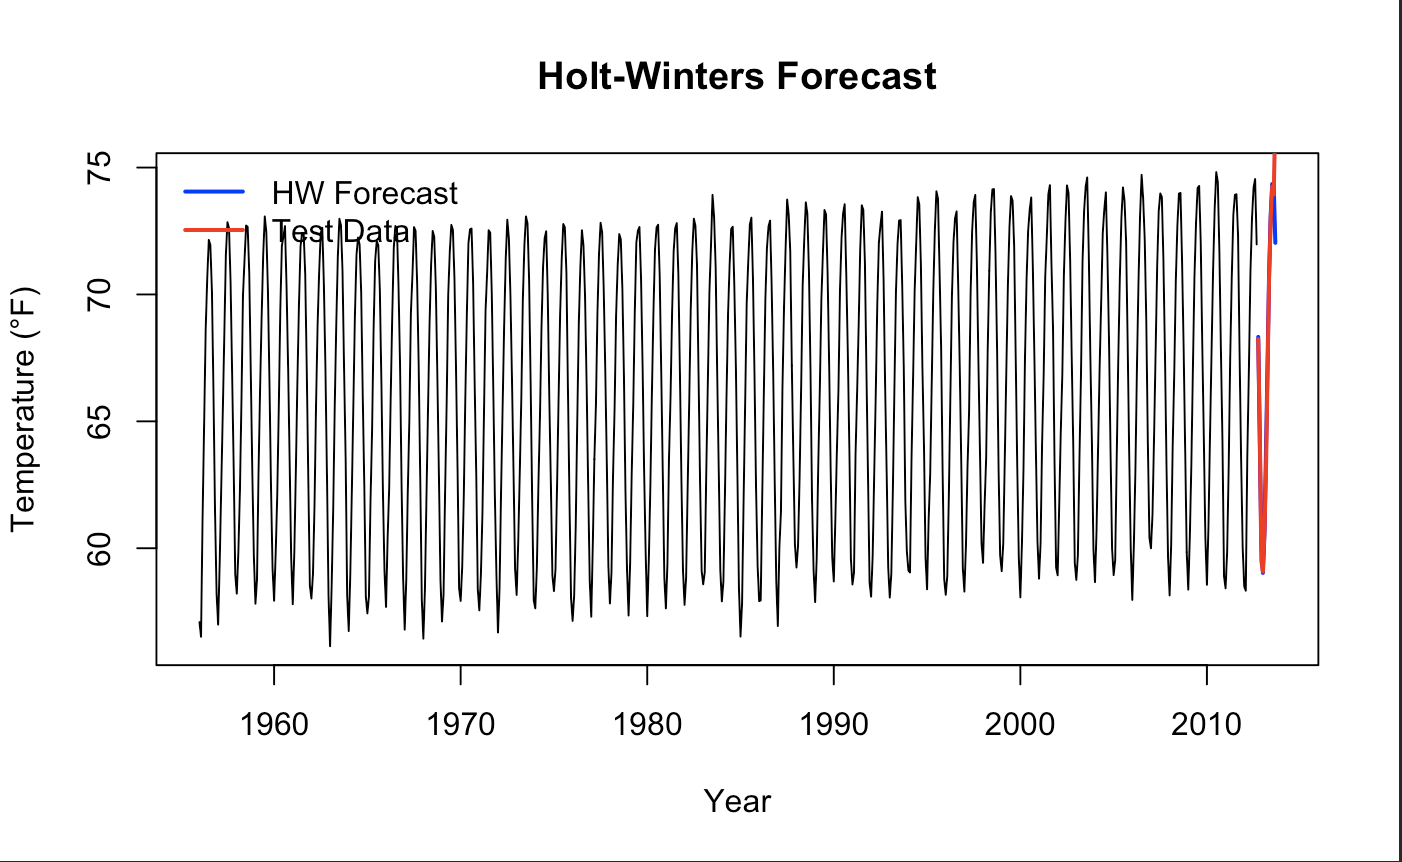 Holt-Winters Forecast
HW Forecast
Test Data
Temperature (°F)
75
70
65
60
1960 1970 1980 1990 2000 2010
Year